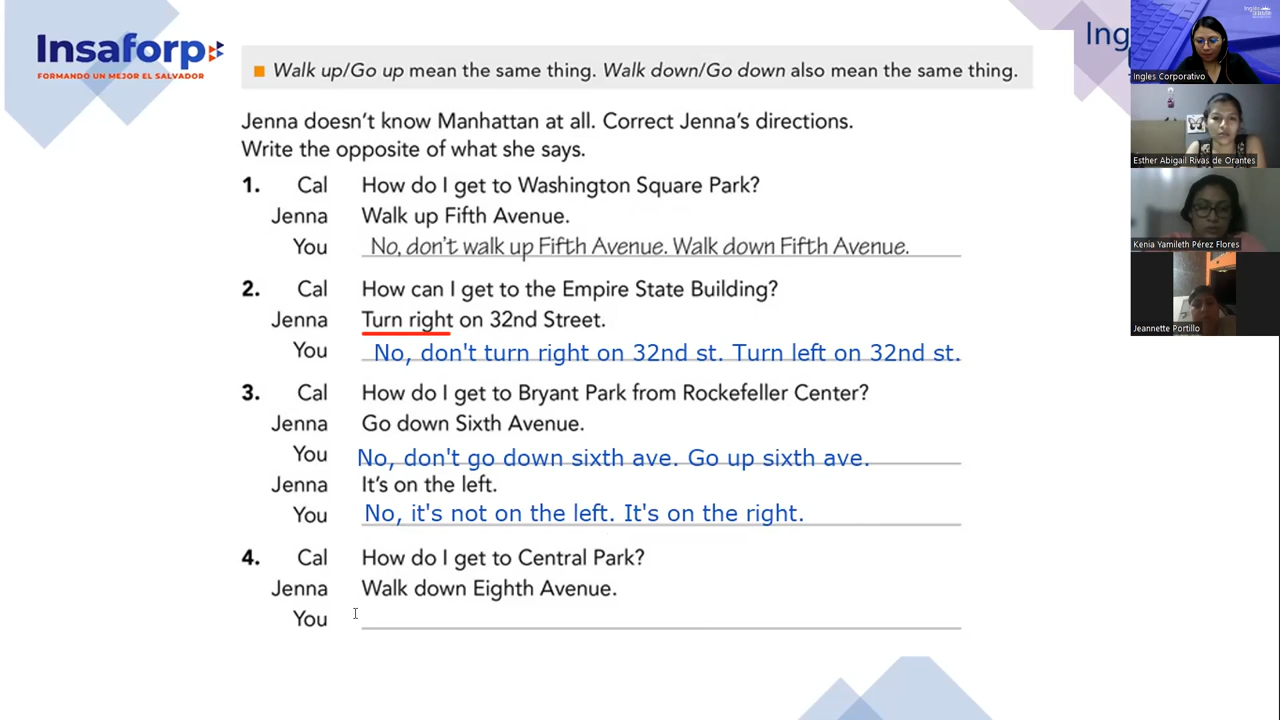 Insaforp
FORMANDO UN MEJOR EL SALVADOR
Ing
Walk up/Go up mean the same thing. Walk down/Go down also mean the same thing.
Jenna doesn't know Manhattan at all. Correct Jenna's directions.
Write the opposite of what she says.
1. Cal How do I get to Washington Square Park?
Jenna Walk up Fifth Avenue.
You No, don't walk up Fifth Avenue. Walk down Fifth Avenue.
2. Cal How can I get to the Empire State Building?
Jenna Turn right on 32nd Street.
You No, don't turn right on 32nd st. Turn left on 32nd st.
3. Cal How do I get to Bryant Park from Rockefeller Center?
Jenna Go down Sixth Avenue.
You No, don't go down sixth ave. Go up sixth ave.
Jenna It's on the left.
You No, it's not on the left. It's on the right.
4. Cal How do I get to Central Park?
Jenna Walk down Eighth Avenue.
You
Ingles Corporativo
Esther Abigail Rivas de Orantes
Kenia Yamileth Pérez Flores
Jeannette Portillo